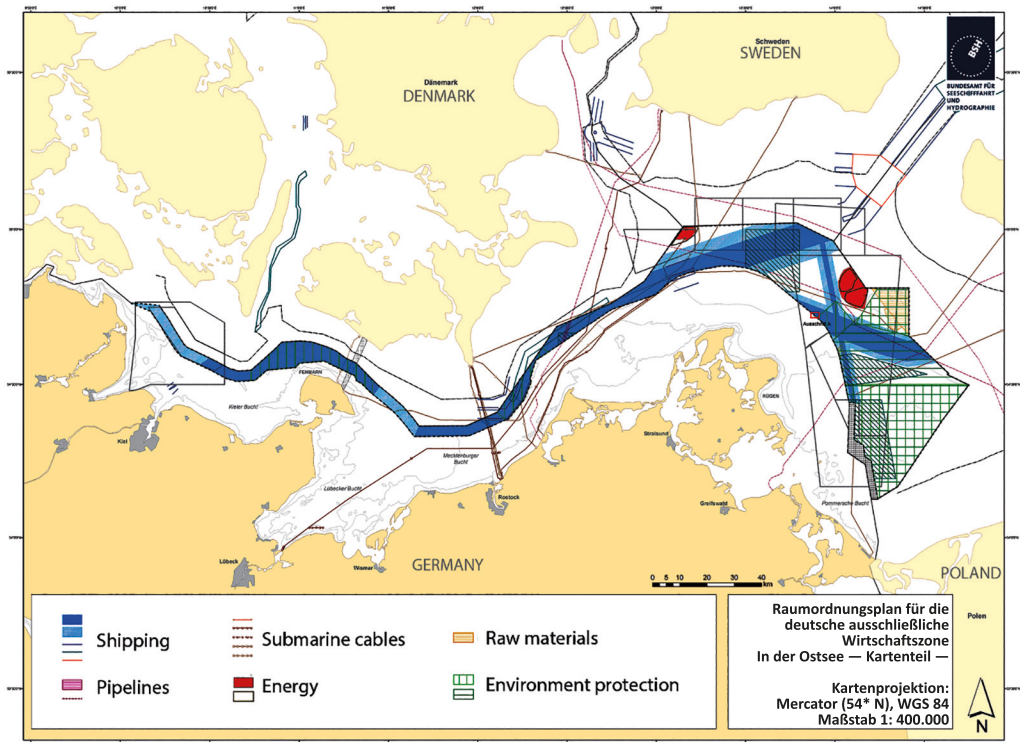 Schweden
SWEDEN
BSH
BUNDESAMT FÜR
SEESCHIFFFAHRT
UND
HYDROGRAPHIE
Dänemark
DENMARK
FEHMARN
Kieler Bucht
Kiel
RÜGEN
Stralsund
Mecklenburger
Bucht
Lübecker Bucht
Rostock
Greifswald
Pommersche Bucht
Lübeck
GERMANY
POLAND
Polen
0 5 10 20 30 40
km
Shipping
Submarine cables
Raw materials
Pipelines
Energy
Environment protection
Raumordnungsplan für die
deutsche ausschließliche
Wirtschaftszone
In der Ostsee — Kartenteil —
Kartenprojektion:
Mercator (54* N), WGS 84
Maßstab 1: 400.000
N